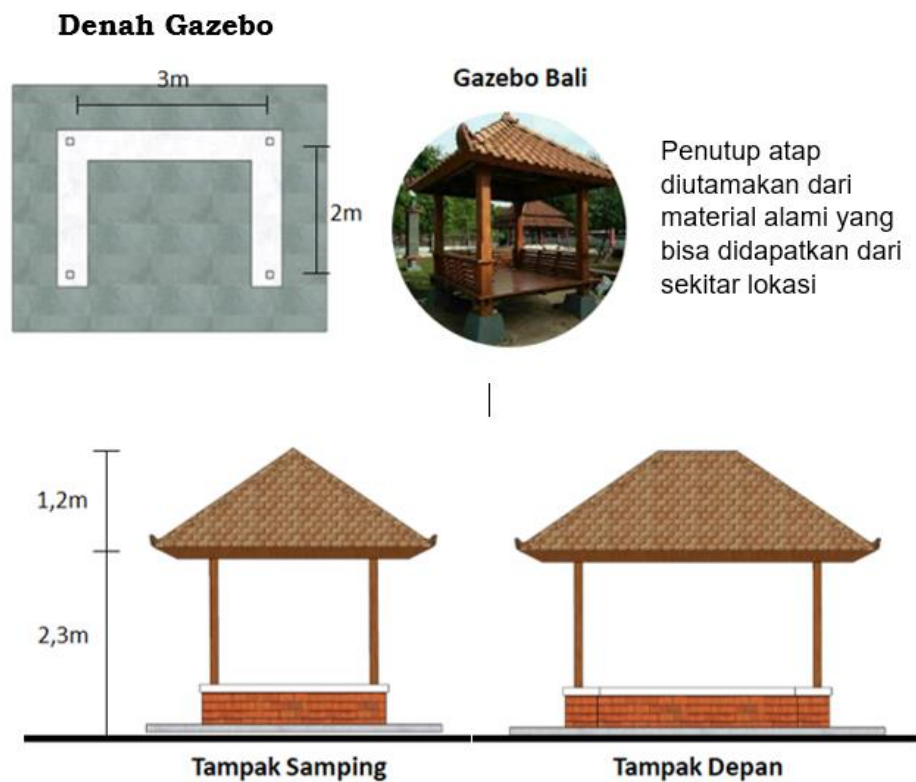 Denah Gazebo
3m
2m
Gazebo Bali
Penutup atap
diutamakan dari
material alami yang
bisa didapatkan dari
sekitar lokasi
1,2m
2,3m
Tampak Samping
Tampak Depan